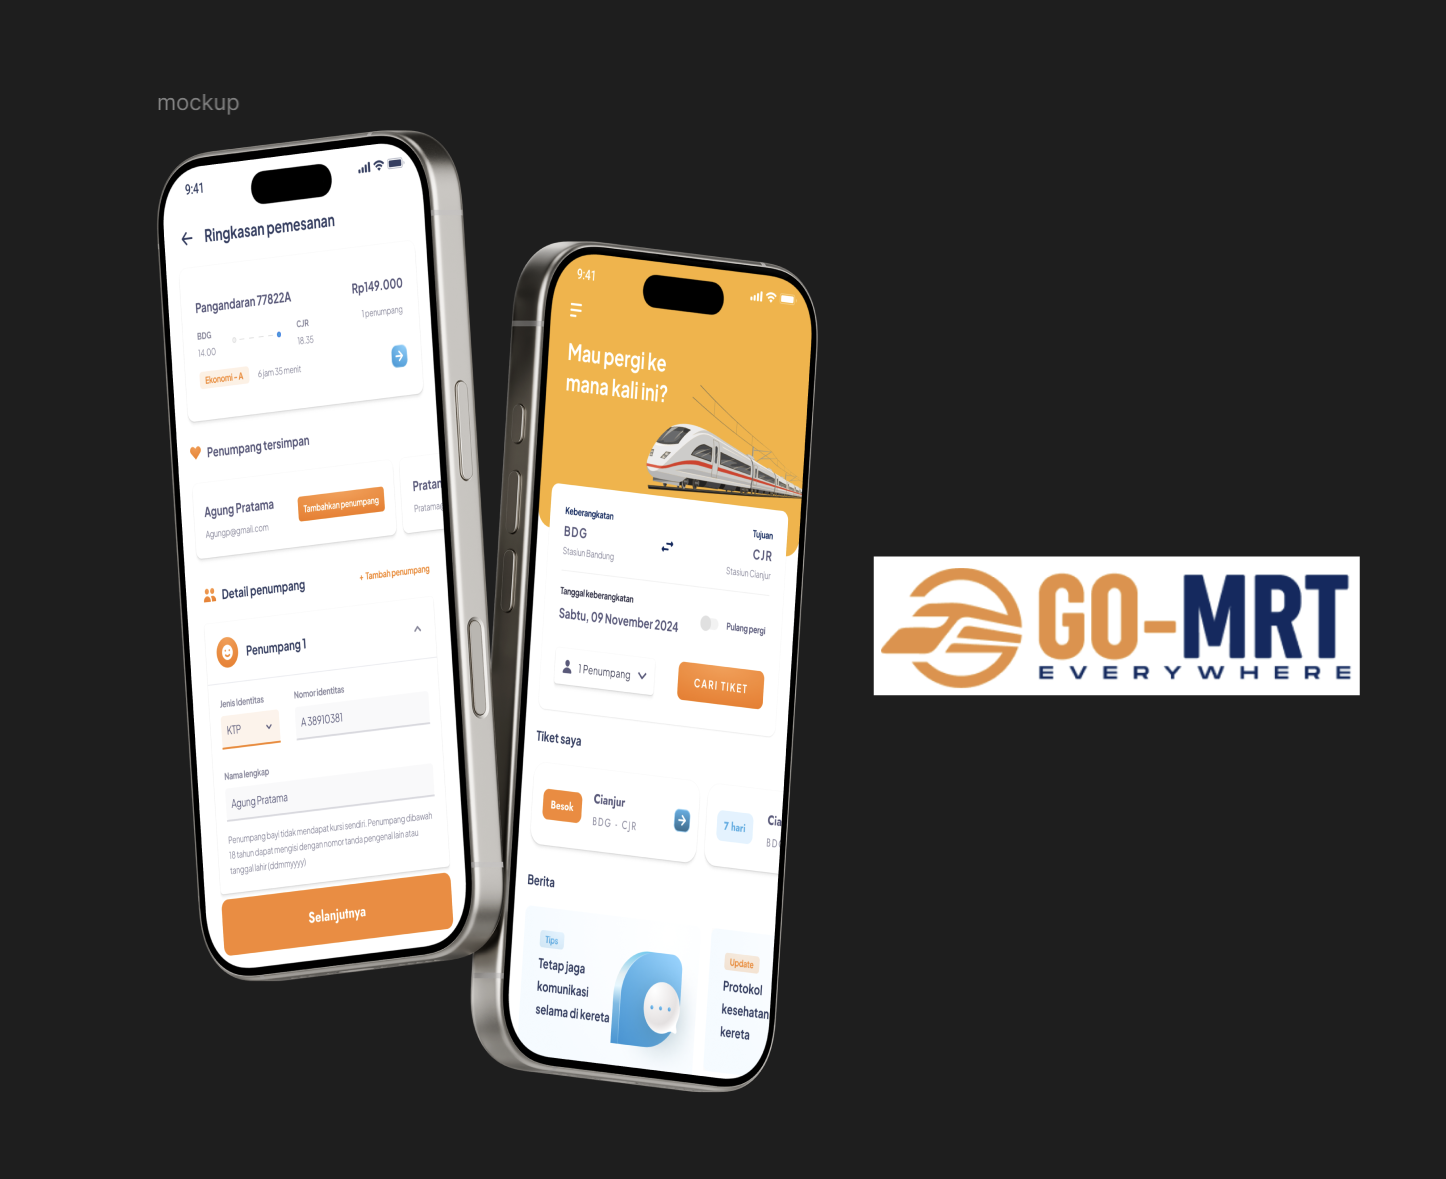 mockup
9:41
Ringkasan pemesanan
Pangandaran 77822A
Rp149.000
1 penumpang
BDG
CJR
14.00
18.35
Ekonomi - A
6 jam 35 menit
Penumpang tersimpan
Agung Pratama
Agungp@gmail.com
Tambahkan penumpang
Detail penumpang
+ Tambah penumpang
Penumpang 1
Jenis Identitas
Nomor identitas
KTP
A 38910381
Nama lengkap
Agung Pratama
Penumpang bayi tidak mendapat kursi sendiri. Penumpang dibawah
18 tahun dapat mengisi dengan nomor tanda pengenal lain atau
tanggal lahir (ddmmyyyy)
Selanjutnya
9:41
Mau pergi ke
mana kali ini?
Keberangkatan
Tujuan
BDG
CJR
Stasiun Bandung
Stasiun Cianjur
Tanggal keberangkatan
Sabtu, 09 November 2024
Pulang pergi
1 Penumpang
CARI TIKET
Tiket saya
Besok
Cianjur
BDG - CJR
7 hari
Berita
Tips
Tetap jaga
komunikasi
selama di kereta
Update
Protokol
kesehatan
kereta
GO-MRT
EVERYWHERE